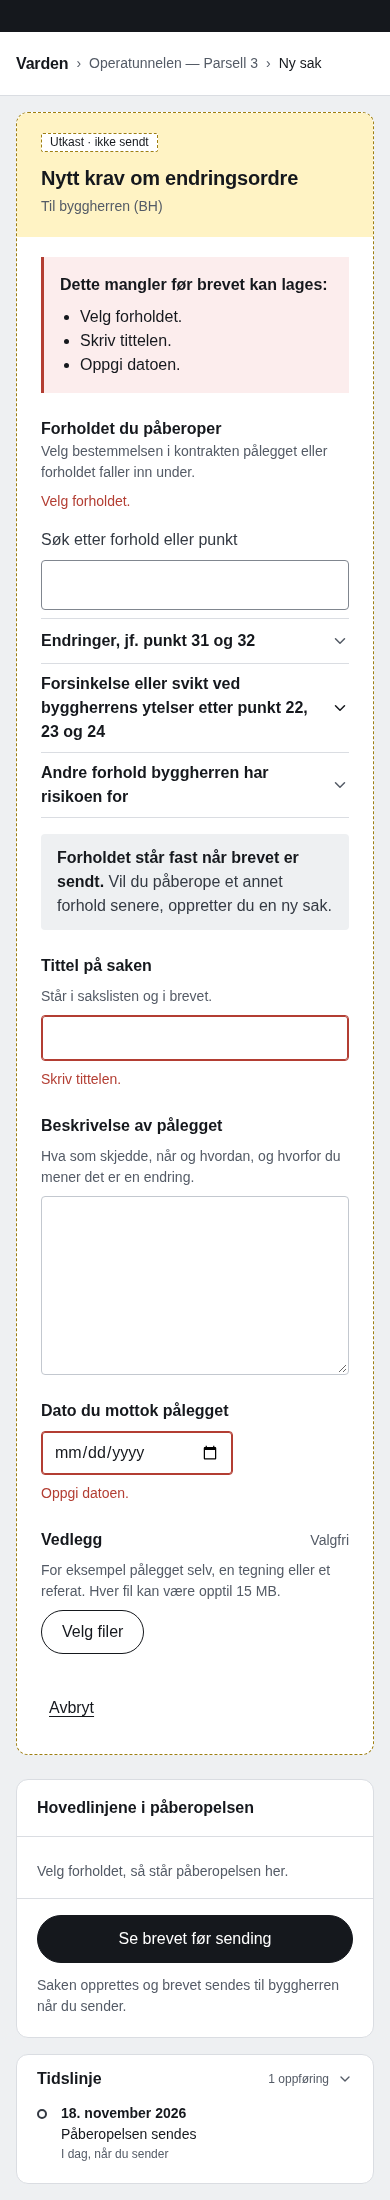 Varden › Operatunnelen — Parsell 3 › Ny sak
Utkast · ikke sendt
Nytt krav om endringsordre
Til byggherren (BH)
Dette mangler før brevet kan lages:
• Velg forholdet.
• Skriv tittelen.
• Oppgi datoen.
Forholdet du påberoper
Velg bestemmelsen i kontrakten pålegget eller
forholdet faller inn under.
Velg forholdet.
Søk etter forhold eller punkt
Endringer, jf. punkt 31 og 32
Forsinkelse eller svikt ved
byggherrens ytelser etter punkt 22,
23 og 24
Andre forhold byggherren har
risikoen for
Forholdet står fast når brevet er
sendt. Vil du påberope et annet
forhold senere, oppretter du en ny sak.
Tittel på saken
Står i sakslisten og i brevet.
Skriv tittelen.
Beskrivelse av pålegget
Hva som skjedde, når og hvordan, og hvorfor du
mener det er en endring.
Dato du mottok pålegget
mm/dd/yyyy
Oppgi datoen.
Vedlegg Valgfri
For eksempel pålegget selv, en tegning eller et
referat. Hver fil kan være opptil 15 MB.
Velg filer
Avbryt
Hovedlinjene i påberopelsen
Velg forholdet, så står påberopelsen her.
Se brevet før sending
Saken opprettes og brevet sendes til byggherren
når du sender.
Tidslinje 1 oppføring
18. november 2026
Påberopelsen sendes
I dag, når du sender